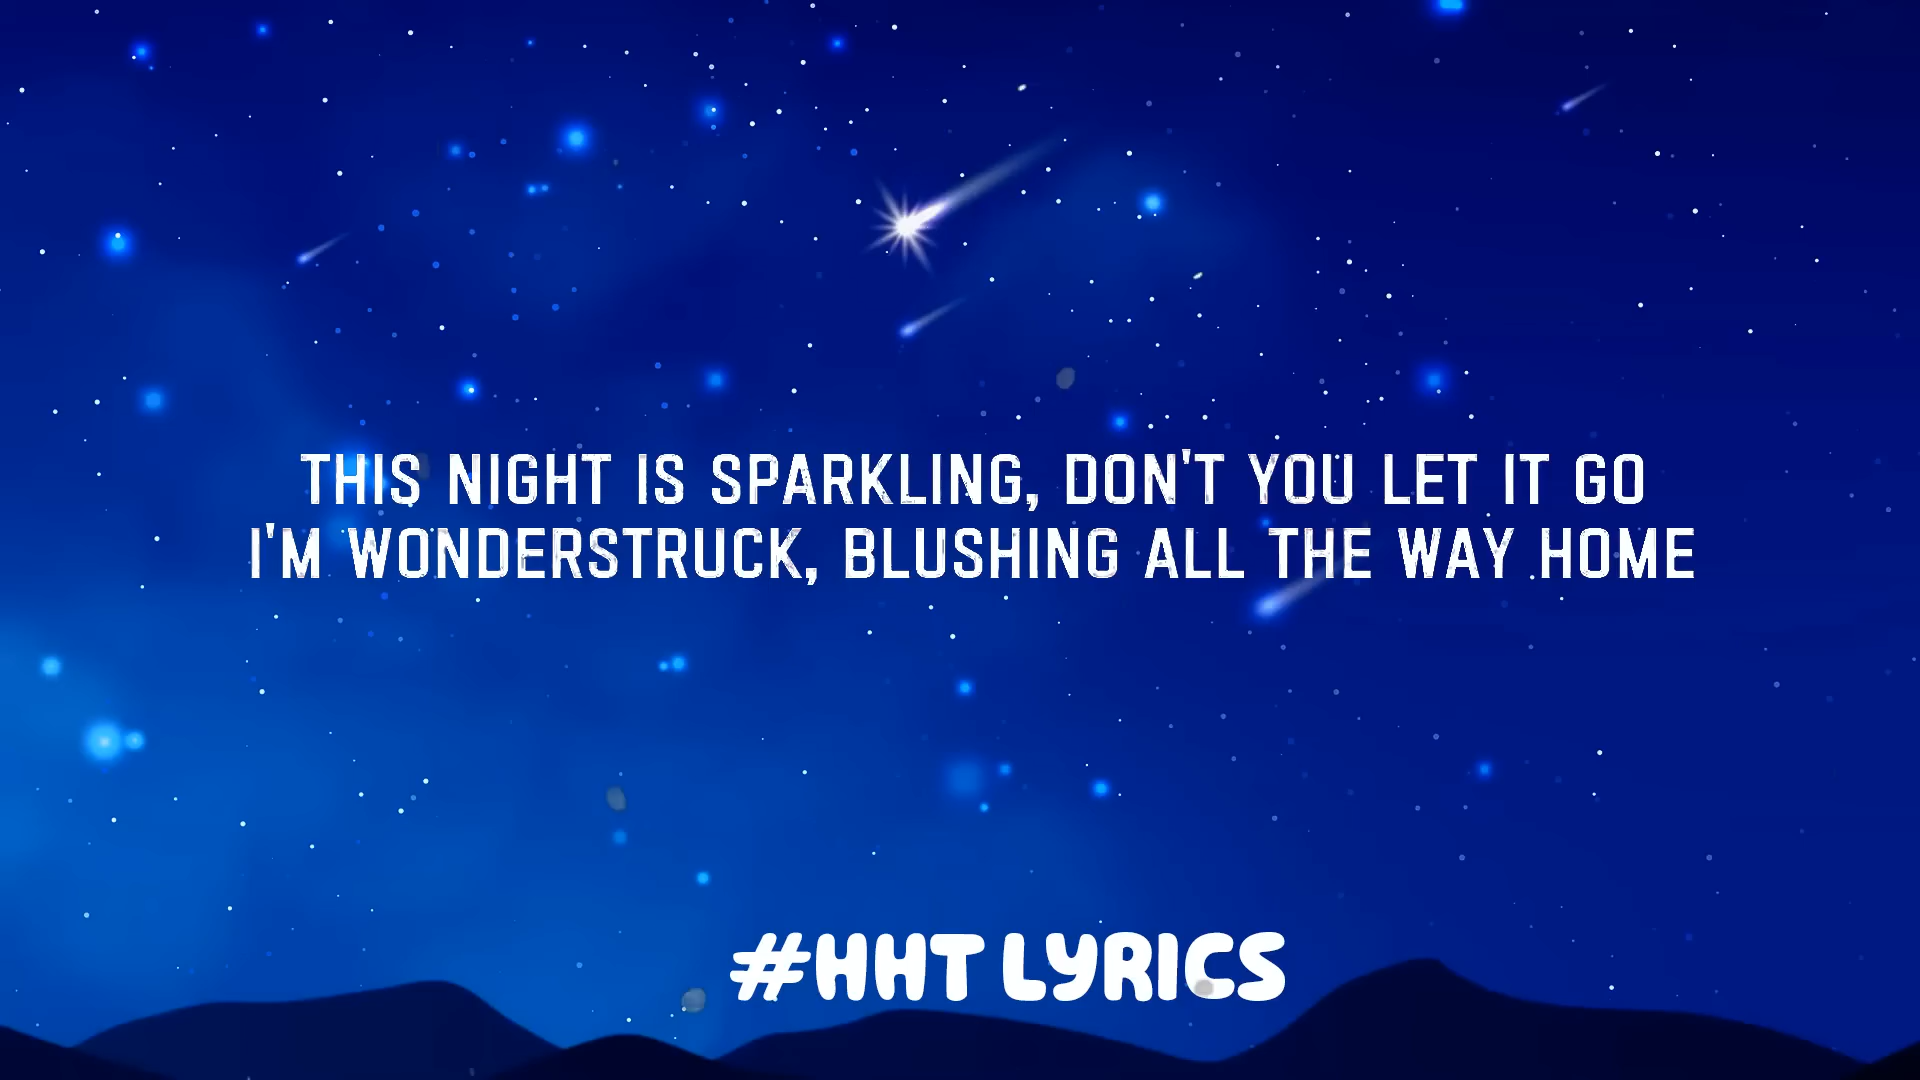 THIS NIGHT IS SPARKLING, DON'T YOU LET IT GO
I'M WONDERSTRUCK, BLUSHING ALL THE WAY HOME
#HHT LYRICS